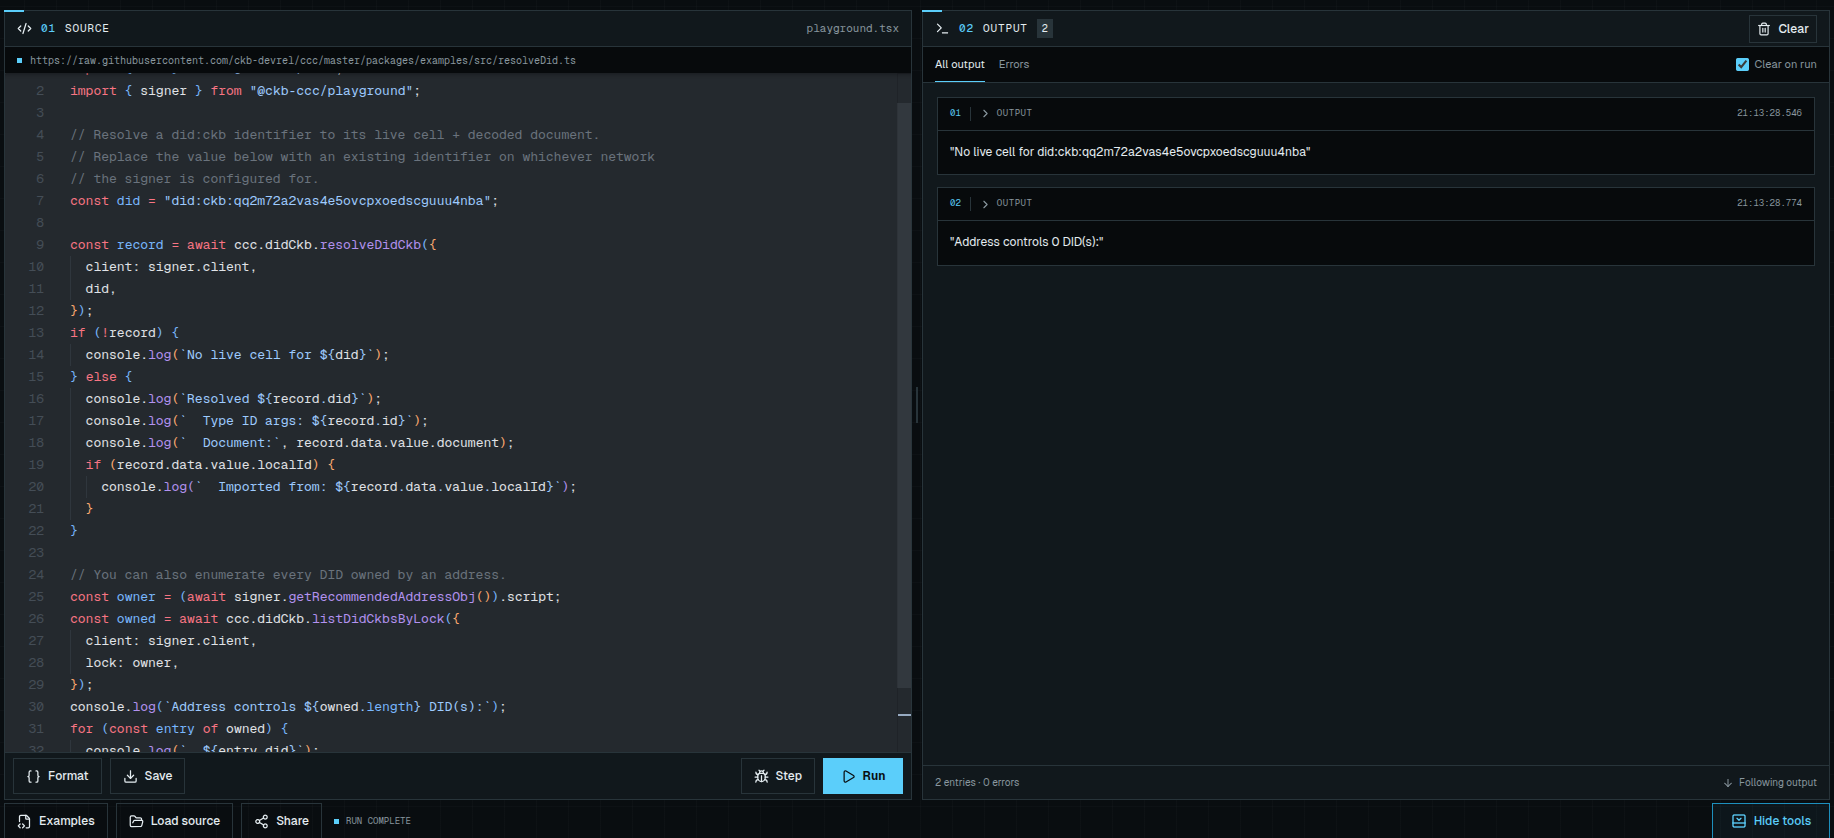 01 SOURCE
playground.tsx
https://raw.githubusercontent.com/ckb-devrel/ccc/master/packages/examples/src/resolveDid.ts
2 import { signer } from "@ckb-ccc/playground";
3
4 // Resolve a did:ckb identifier to its live cell + decoded document.
5 // Replace the value below with an existing identifier on whichever network
6 // the signer is configured for.
7 const did = "did:ckb:qq2m72a2vas4e5ovcpxoedscguuu4nba";
8
9 const record = await ccc.didCkb.resolveDidCkb({
10   client: signer.client,
11   did,
12 });
13 if (!record) {
14   console.log(`No live cell for ${did}`);
15 } else {
16   console.log(`Resolved ${record.did}`);
17   console.log(`  Type ID args: ${record.id}`);
18   console.log(`  Document:`, record.data.value.document);
19   if (record.data.value.localId) {
20     console.log(`  Imported from: ${record.data.value.localId}`);
21   }
22 }
23
24 // You can also enumerate every DID owned by an address.
25 const owner = (await signer.getRecommendedAddressObj()).script;
26 const owned = await ccc.didCkb.listDidCkbsByLock({
27   client: signer.client,
28   lock: owner,
29 });
30 console.log(`Address controls ${owned.length} DID(s):`);
31 for (const entry of owned) {
32   console.log(`  ${entry.did}`);
{} Format
Save
Step
Run
02 OUTPUT 2
Clear
All output
Errors
Clear on run
01 OUTPUT 21:13:28.546
"No live cell for did:ckb:qq2m72a2vas4e5ovcpxoedscguuu4nba"
02 OUTPUT 21:13:28.774
"Address controls 0 DID(s):"
2 entries · 0 errors
Following output
Examples
Load source
Share
RUN COMPLETE
Hide tools